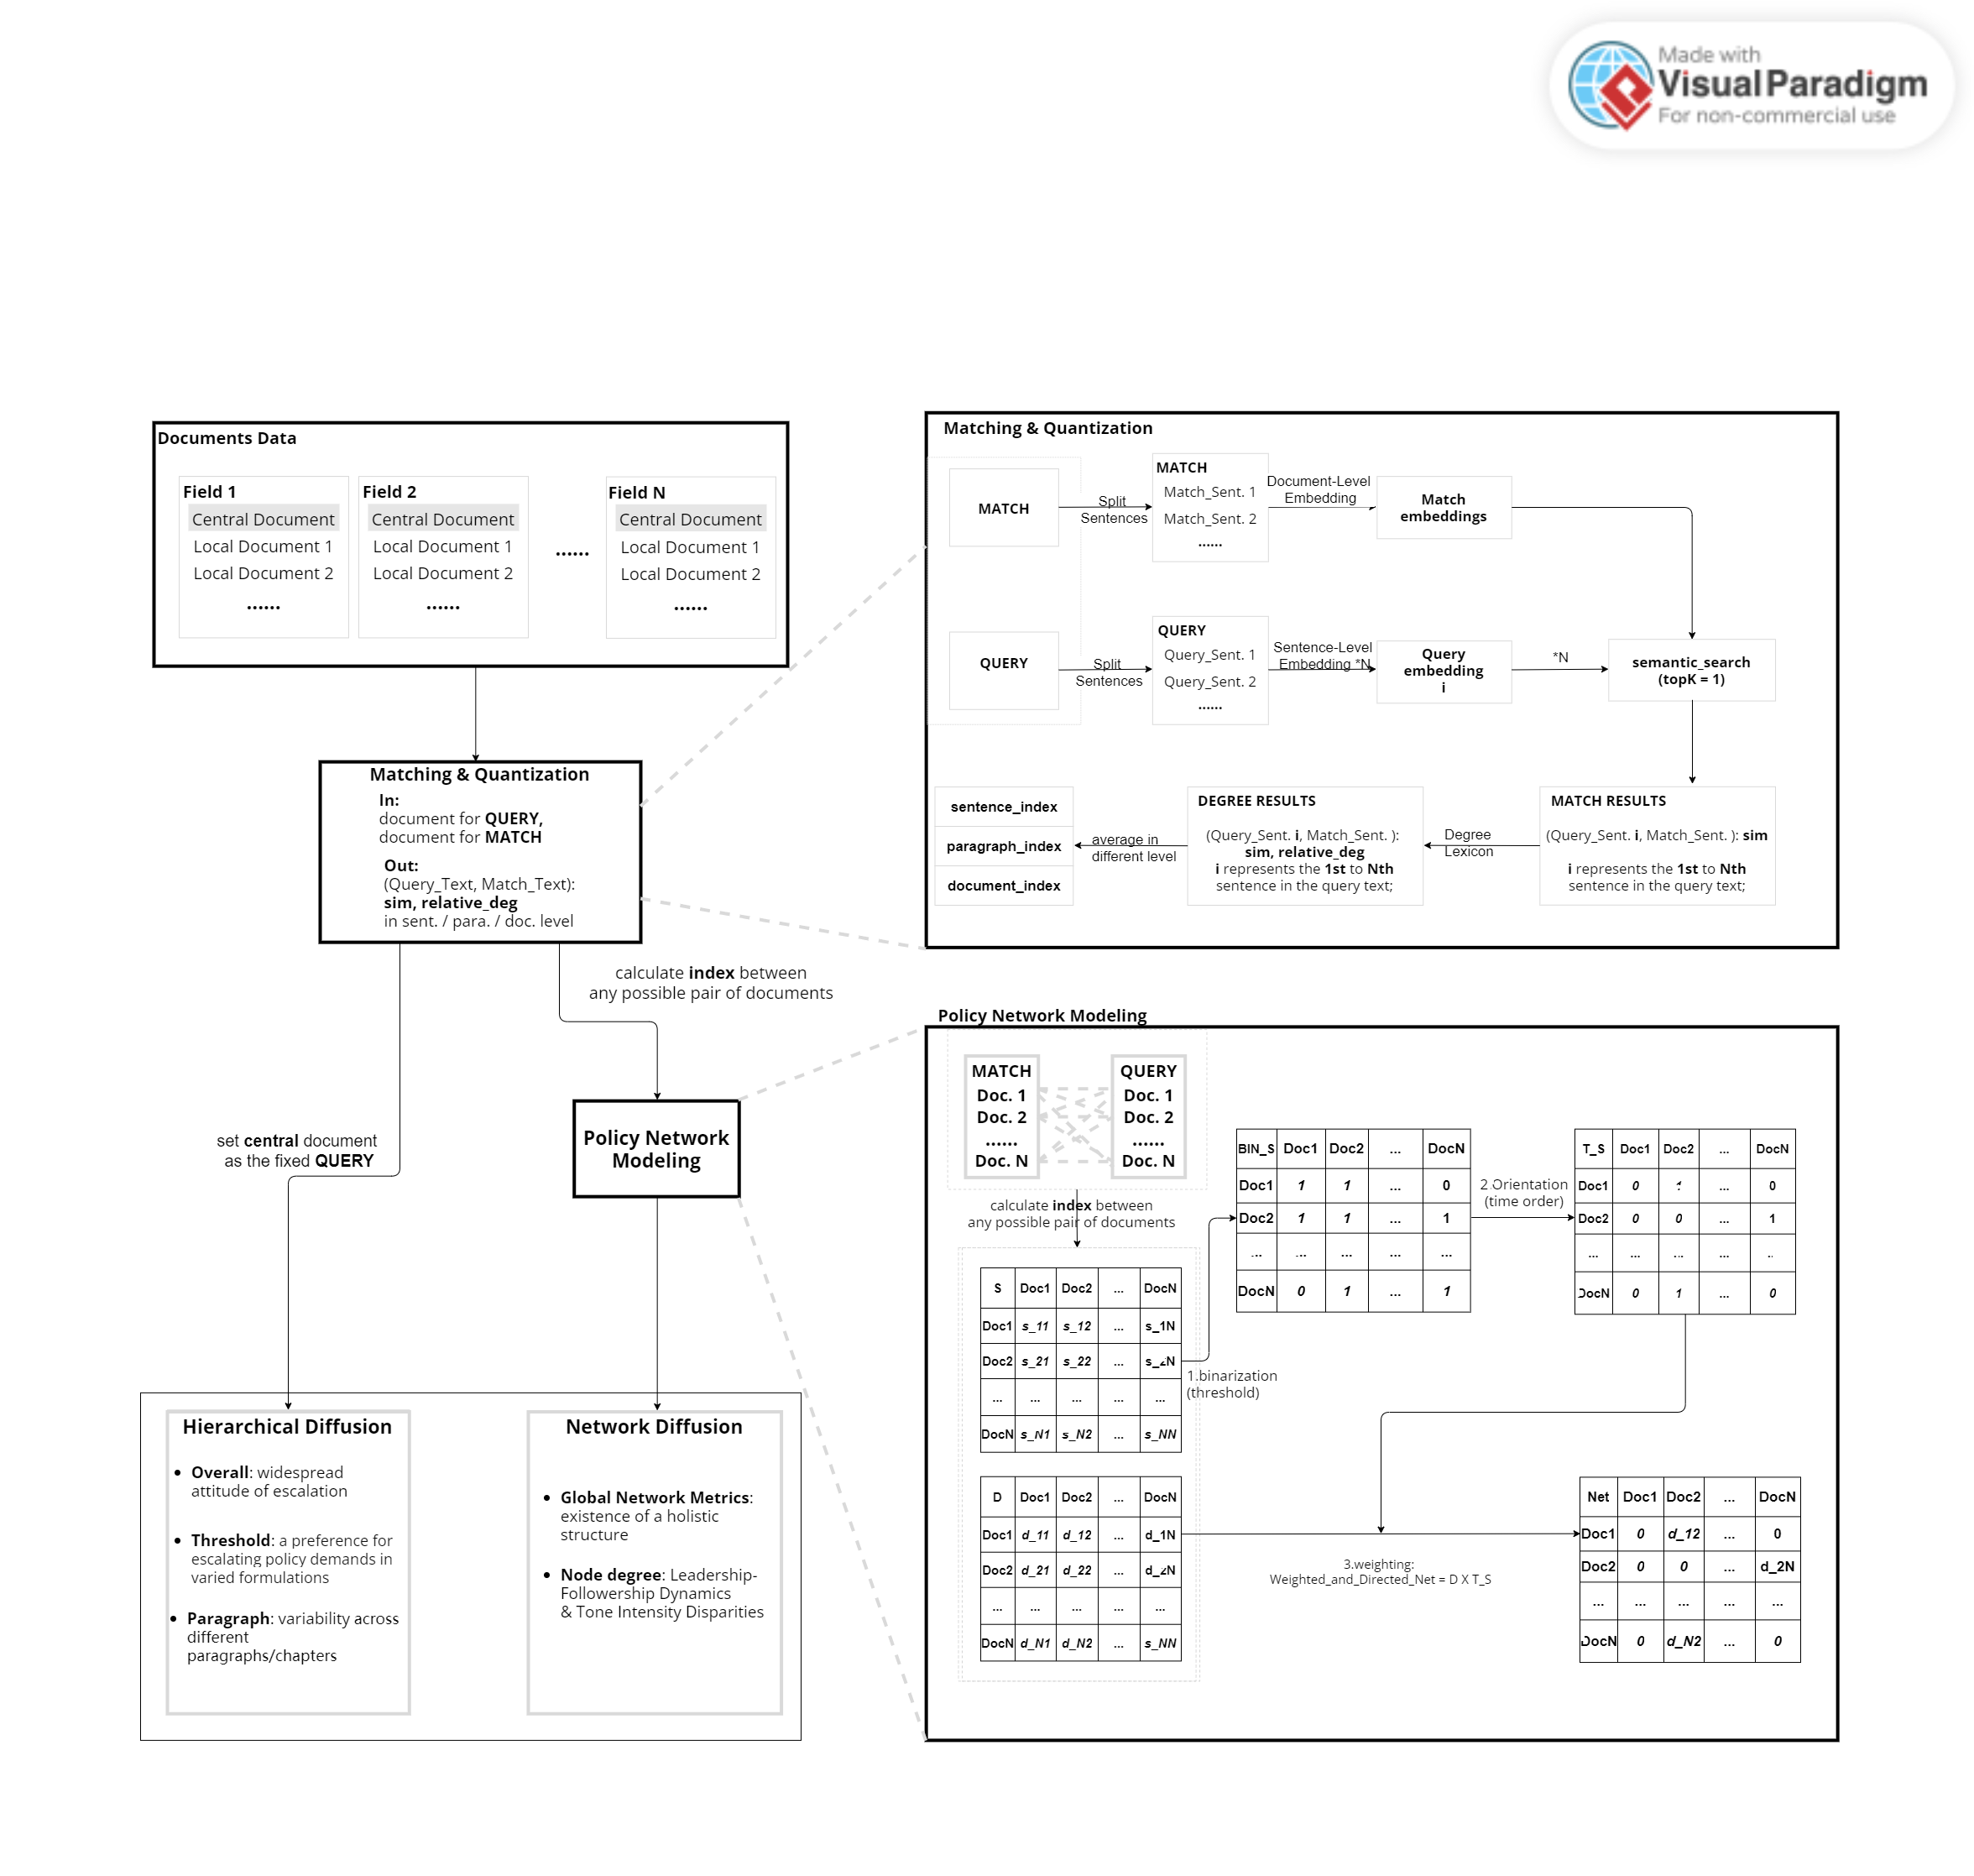 Made with
Visual Paradigm
For non-commercial use
Documents Data
Field 1
Central Document
Local Document 1
Local Document 2
......
Field 2
Central Document
Local Document 1
Local Document 2
......
......
Field N
Central Document
Local Document 1
Local Document 2
......
Matching & Quantization
In:
document for QUERY,
document for MATCH
Out:
(Query_Text, Match_Text):
sim, relative_deg
in sent. / para. / doc. level
calculate index between
any possible pair of documents
set central document
as the fixed QUERY
Policy Network
Modeling
Hierarchical Diffusion
• Overall: widespread
attitude of escalation
• Threshold: a preference for
escalating policy demands in
varied formulations
• Paragraph: variability across
different
paragraphs/chapters
Network Diffusion
• Global Network Metrics:
existence of a holistic
structure
• Node degree: Leadership-
Followership Dynamics
& Tone Intensity Disparities
Matching & Quantization
MATCH
Split
Sentences
MATCH
Match_Sent. 1
Match_Sent. 2
......
Document-Level
Embedding
Match
embeddings
QUERY
Split
Sentences
QUERY
Query_Sent. 1
Query_Sent. 2
......
Sentence-Level
Embedding *N
Query
embedding
i
*N
semantic_search
(topK = 1)
MATCH RESULTS
(Query_Sent. i, Match_Sent. ): sim
i represents the 1st to Nth
sentence in the query text;
Degree
Lexicon
DEGREE RESULTS
(Query_Sent. i, Match_Sent. ):
sim, relative_deg
i represents the 1st to Nth
sentence in the query text;
average in
different level
sentence_index
paragraph_index
document_index
Policy Network Modeling
MATCH
Doc. 1
Doc. 2
......
Doc. N
QUERY
Doc. 1
Doc. 2
......
Doc. N
calculate index between
any possible pair of documents
S Doc1 Doc2 ... DocN
Doc1 s_11 s_12 ... s_1N
Doc2 s_21 s_22 ... s_2N
... ... ... ... ...
DocN s_N1 s_N2 ... s_NN
1.binarization
(threshold)
BIN_S Doc1 Doc2 ... DocN
Doc1 1 1 ... 0
Doc2 1 1 ... 1
... ... ... ... ...
DocN 0 1 ... 1
2.Orientation
(time order)
T_S Doc1 Doc2 ... DocN
Doc1 0 1 ... 0
Doc2 0 0 ... 1
... ... ... ... ...
DocN 0 1 ... 0
D Doc1 Doc2 ... DocN
Doc1 d_11 d_12 ... d_1N
Doc2 d_21 d_22 ... d_2N
... ... ... ... ...
DocN d_N1 d_N2 ... s_NN
3.weighting:
Weighted_and_Directed_Net = D X T_S
Net Doc1 Doc2 ... DocN
Doc1 0 d_12 ... 0
Doc2 0 0 ... d_2N
... ... ... ... ...
DocN 0 d_N2 ... 0